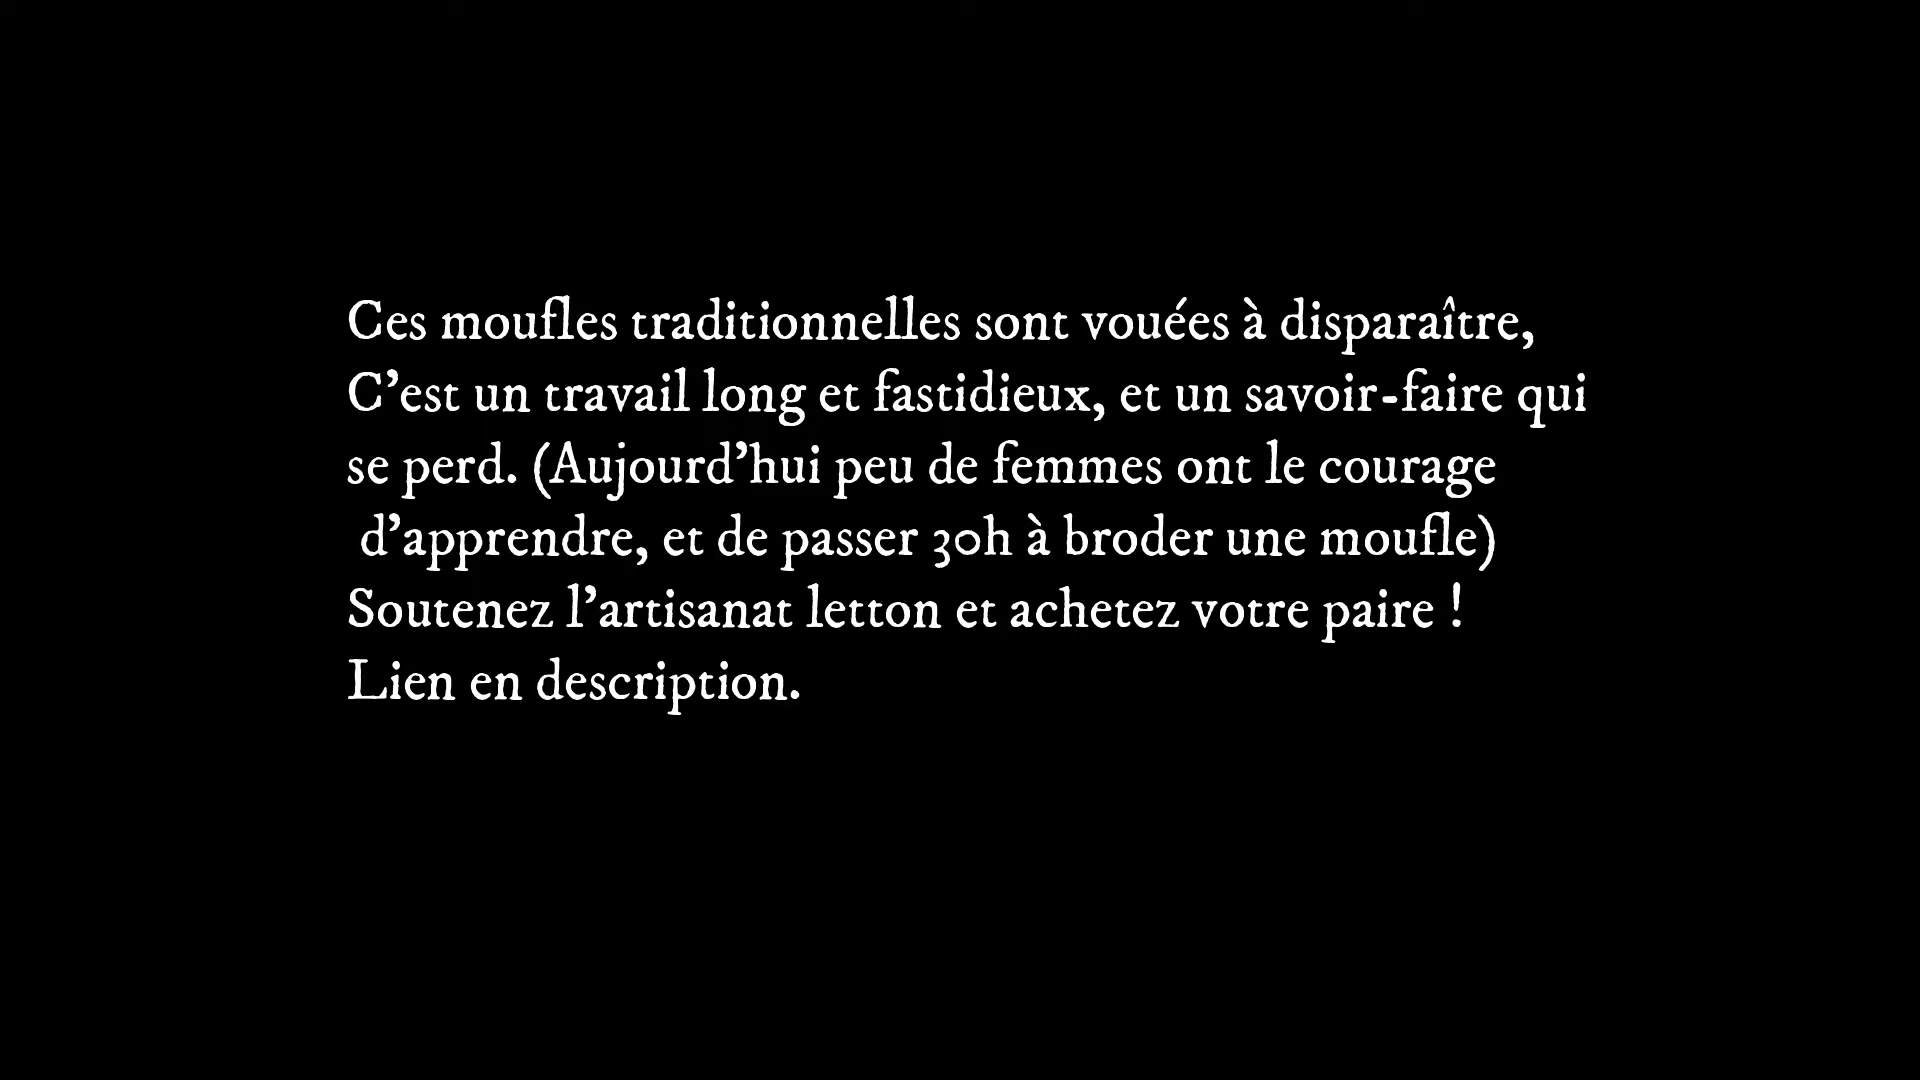 Ces moufles traditionnelles sont vouées à disparaître,
C’est un travail long et fastidieux, et un savoir-faire qui
se perd. (Aujourd’hui peu de femmes ont le courage
d’apprendre, et de passer 30h à broder une moufle)
Soutenez l’artisanat letton et achetez votre paire !
Lien en description.